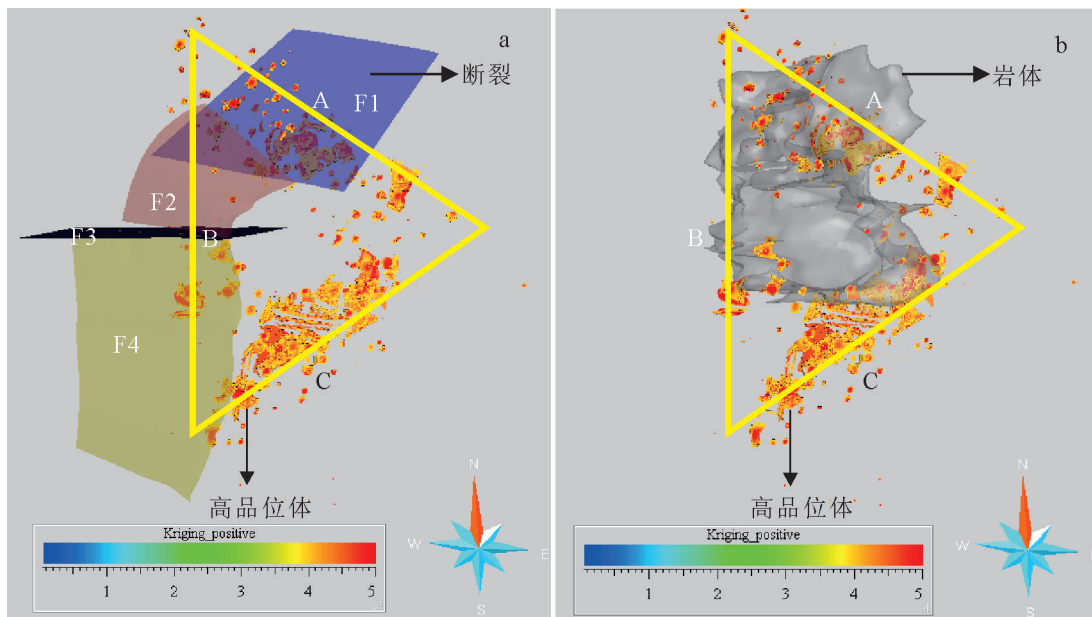 a
断裂
A
F1
F2
F3
B
F4
C
高品位体
Kriging_positive
1 2 3 4 5
N
W
E
S
b
岩体
A
B
C
高品位体
Kriging_positive
1 2 3 4 5
N
W
S